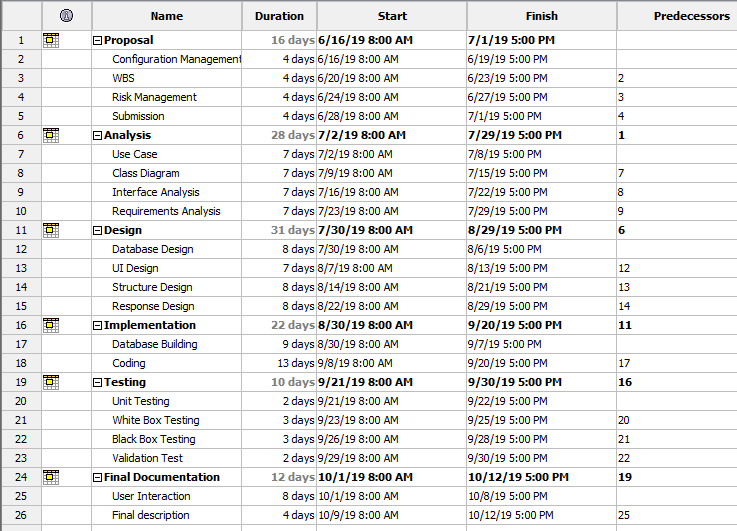 Name Duration Start Finish Predecessors
1 Proposal 16 days 6/16/19 8:00 AM 7/1/19 5:00 PM
2 Configuration Management 4 days 6/16/19 8:00 AM 6/19/19 5:00 PM
3 WBS 4 days 6/20/19 8:00 AM 6/23/19 5:00 PM 2
4 Risk Management 4 days 6/24/19 8:00 AM 6/27/19 5:00 PM 3
5 Submission 4 days 6/28/19 8:00 AM 7/1/19 5:00 PM 4
6 Analysis 28 days 7/2/19 8:00 AM 7/29/19 5:00 PM 1
7 Use Case 7 days 7/2/19 8:00 AM 7/8/19 5:00 PM
8 Class Diagram 7 days 7/9/19 8:00 AM 7/15/19 5:00 PM 7
9 Interface Analysis 7 days 7/16/19 8:00 AM 7/22/19 5:00 PM 8
10 Requirements Analysis 7 days 7/23/19 8:00 AM 7/29/19 5:00 PM 9
11 Design 31 days 7/30/19 8:00 AM 8/29/19 5:00 PM 6
12 Database Design 8 days 7/30/19 8:00 AM 8/6/19 5:00 PM
13 UI Design 7 days 8/7/19 8:00 AM 8/13/19 5:00 PM 12
14 Structure Design 8 days 8/14/19 8:00 AM 8/21/19 5:00 PM 13
15 Response Design 8 days 8/22/19 8:00 AM 8/29/19 5:00 PM 14
16 Implementation 22 days 8/30/19 8:00 AM 9/20/19 5:00 PM 11
17 Database Building 9 days 8/30/19 8:00 AM 9/7/19 5:00 PM
18 Coding 13 days 9/8/19 8:00 AM 9/20/19 5:00 PM 17
19 Testing 10 days 9/21/19 8:00 AM 9/30/19 5:00 PM 16
20 Unit Testing 2 days 9/21/19 8:00 AM 9/22/19 5:00 PM
21 White Box Testing 3 days 9/23/19 8:00 AM 9/25/19 5:00 PM 20
22 Black Box Testing 3 days 9/26/19 8:00 AM 9/28/19 5:00 PM 21
23 Validation Test 2 days 9/29/19 8:00 AM 9/30/19 5:00 PM 22
24 Final Documentation 12 days 10/1/19 8:00 AM 10/12/19 5:00 PM 19
25 User Interaction 8 days 10/1/19 8:00 AM 10/8/19 5:00 PM
26 Final description 4 days 10/9/19 8:00 AM 10/12/19 5:00 PM 25